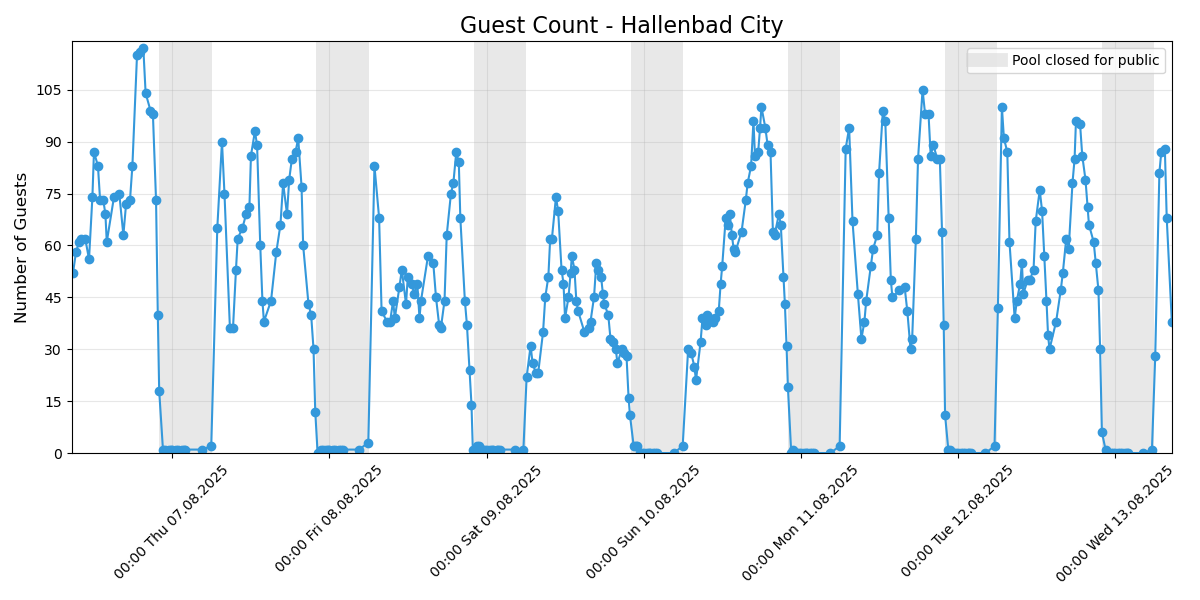 Guest Count - Hallenbad City
Pool closed for public
Number of Guests
105
90
75
60
45
30
15
0
00:00 Thu 07.08.2025
00:00 Fri 08.08.2025
00:00 Sat 09.08.2025
00:00 Sun 10.08.2025
00:00 Mon 11.08.2025
00:00 Tue 12.08.2025
00:00 Wed 13.08.2025